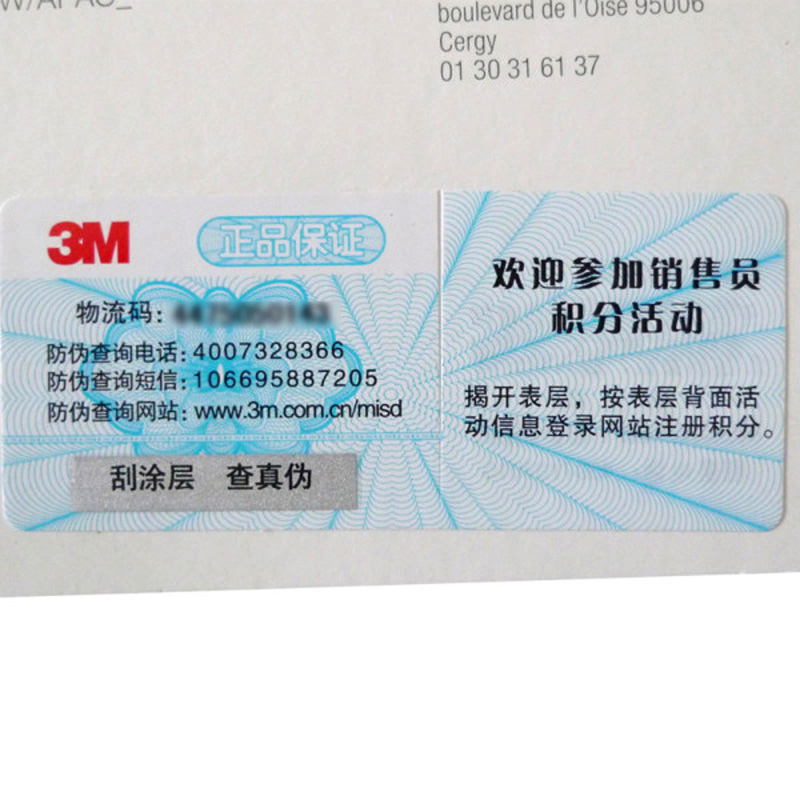 W/APAC_
boulevard de l'Oise 95006
Cergy
01 30 31 61 37
3M
正品保证
物流码:
防伪查询电话:4007328366
防伪查询短信:106695887205
防伪查询网站:www.3m.com.cn/misd
刮涂层 查真伪
欢迎参加销售员
积分活动
揭开表层,按表层背面活
动信息登录网站注册积分。